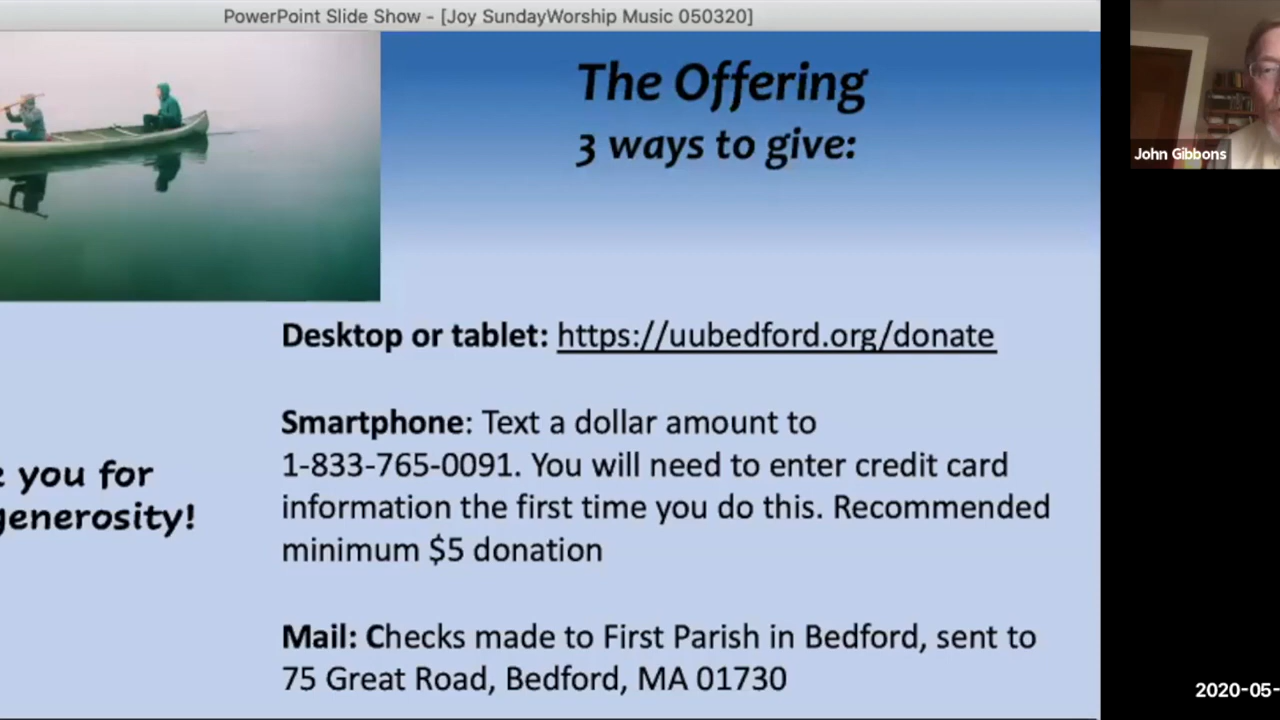 PowerPoint Slide Show - [Joy SundayWorship Music 050320]
The Offering
3 ways to give:
John Gibbons
Desktop or tablet: https://uubedford.org/donate
Smartphone: Text a dollar amount to
1-833-765-0091. You will need to enter credit card
information the first time you do this. Recommended
minimum $5 donation
you for
generosity!
Mail: Checks made to First Parish in Bedford, sent to
75 Great Road, Bedford, MA 01730
2020-05-